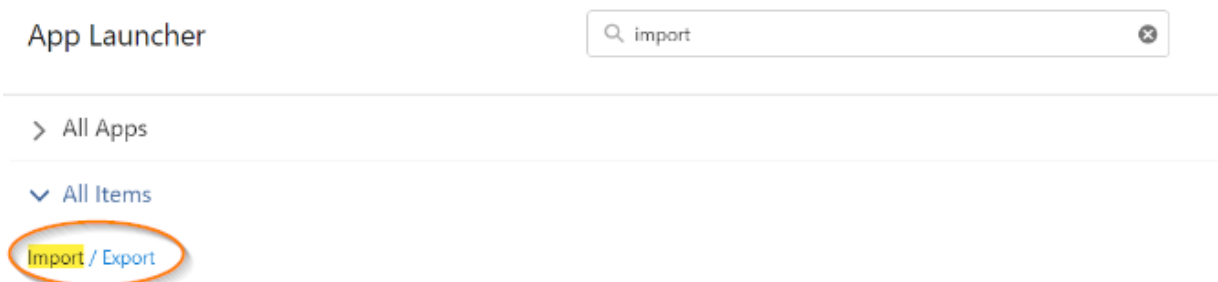 App Launcher
import
All Apps
All Items
Import / Export